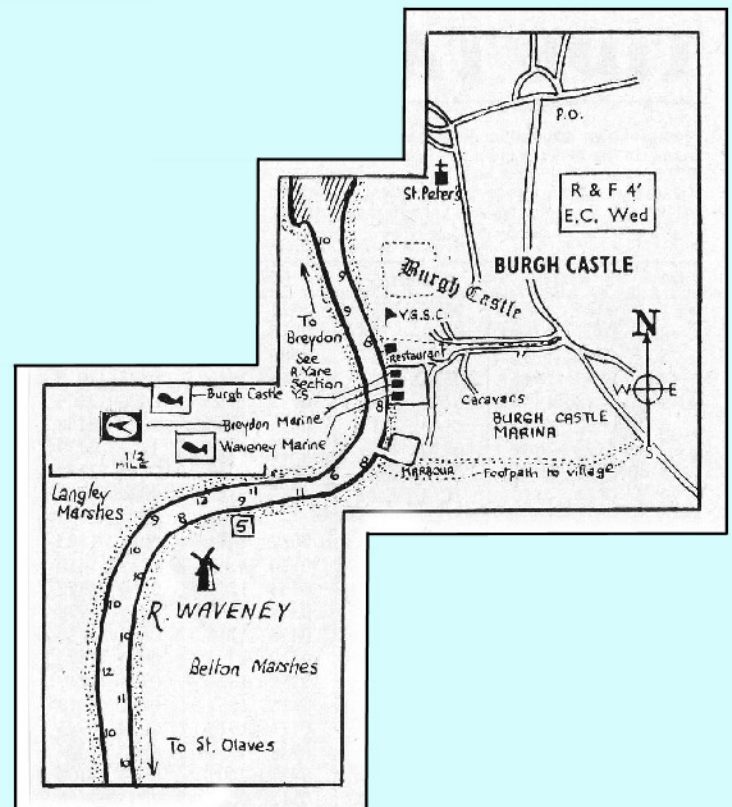 P.O.
St. Peter's
R & F 4'
E.C. Wed
BURGH CASTLE
Burgh Castle
N
W
E
S
Y.G.S.C
To
Breydon
See
R. Yare
Section
Restaurant
Burgh Castle Y.S.
Breydon Marine
Waveney Marine
Caravans
BURGH CASTLE
MARINA
1/2
MILE
HARBOUR
Footpath to village
Langley
Marshes
10
9
9
6
8
8
6
11
11
9
12
8
9
5
10
10
10
10
12
11
10
10
R. WAVENEY
Belton Marshes
To St. Olaves